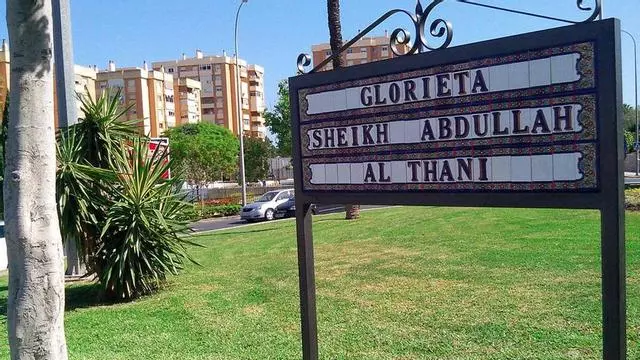 GLORIETA
SHEIKH ABDULLAH
AL THANI